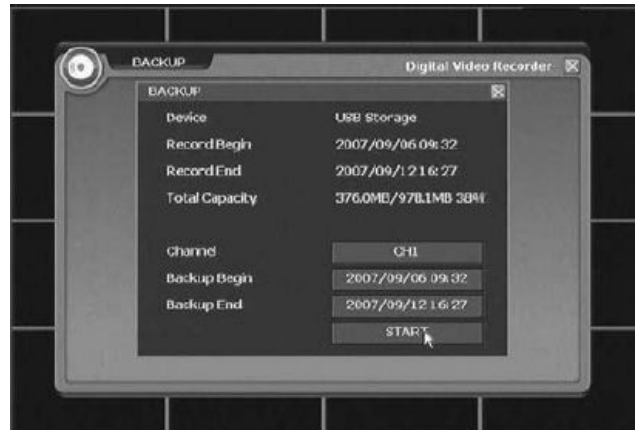 BACKUP
Digital Video Recorder
BACKUP
Device USB Storage
Record Begin 2007/09/06 09:32
Record End 2007/09/12 16:27
Total Capacity 376.0MB/978.1MB
Channel CH1
Backup Begin 2007/09/06 09:32
Backup End 2007/09/12 16:27
START